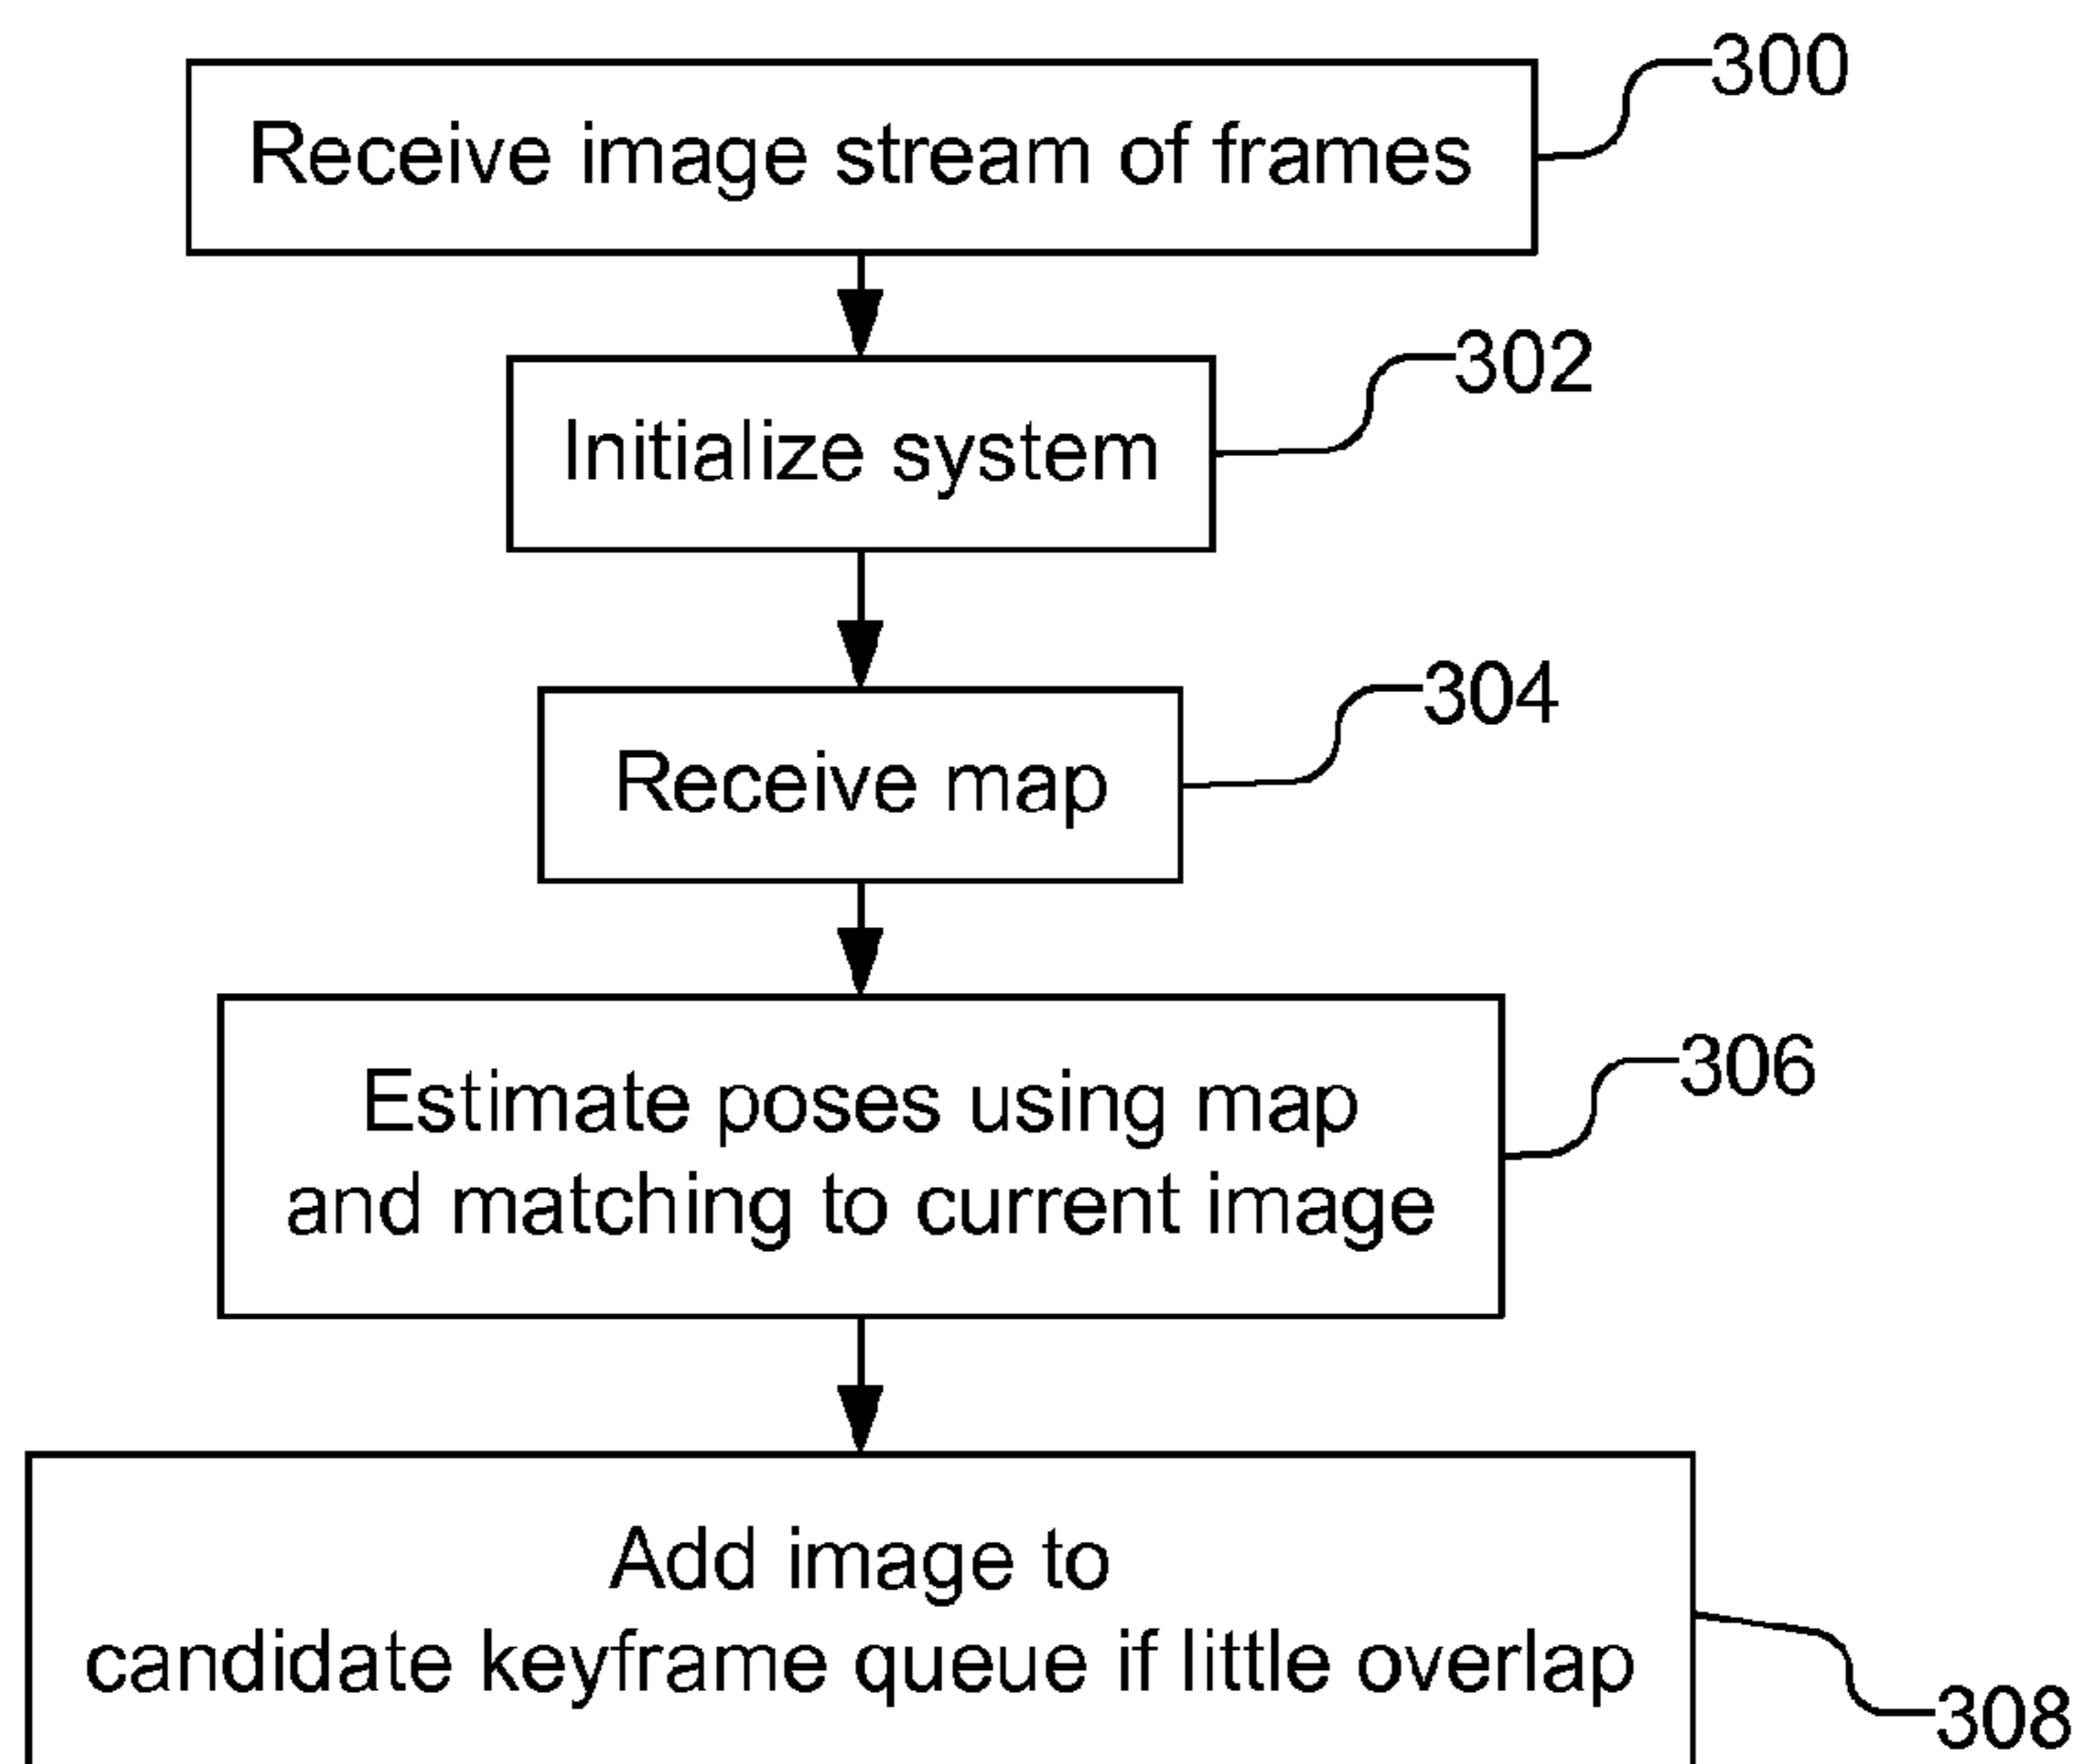 300
Receive image stream of frames
302
Initialize system
304
Receive map
306
Estimate poses using map
and matching to current image
Add image to
candidate keyframe queue if little overlap
308